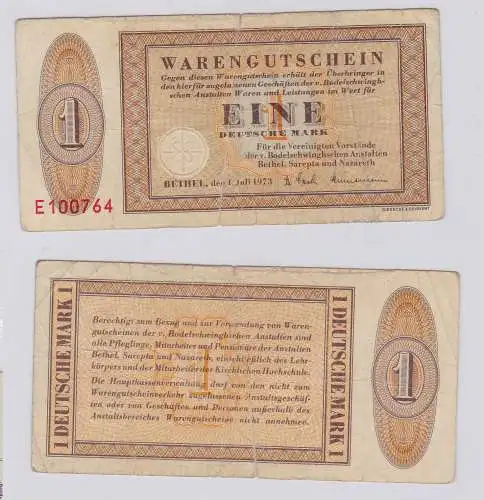 WARENGUTSCHEIN
Gegen diesen Warengutschein erhält der Überbringer in
den hierfür zugelassenen Geschäften der v. Bodelschwingh-
schen Anstalten Waren und Leistungen im Wert für
EINE
DEUTSCHE MARK
Für die Vereinigten Vorstände
der v. Bodelschwinghschen Anstalten
Bethel, Sarepta und Nazareth
BETHEL, den 1. Juli 1973
1
E100764
GIESECKE & DEVRIENT
1 DEUTSCHE MARK 1
Berechtigt zum Bezug und zur Verwendung von Waren-
gutscheinen der v. Bodelschwinghschen Anstalten sind
alle Pfleglinge, Mitarbeiter und Pensionäre der Anstalten
Bethel, Sarepta und Nazareth einschließlich des Lehr-
körpers und der Mitarbeiter der Kirchlichen Hochschule.
Die Hauptkassenverwaltung darf von den nicht zum
Warengutscheinverkehr zugelassenen Anstaltsgeschäf-
ten oder von Geschäften und Personen außerhalb des
Anstaltsbereiches Warengutscheine nicht annehmen.
1 DEUTSCHE MARK 1
1